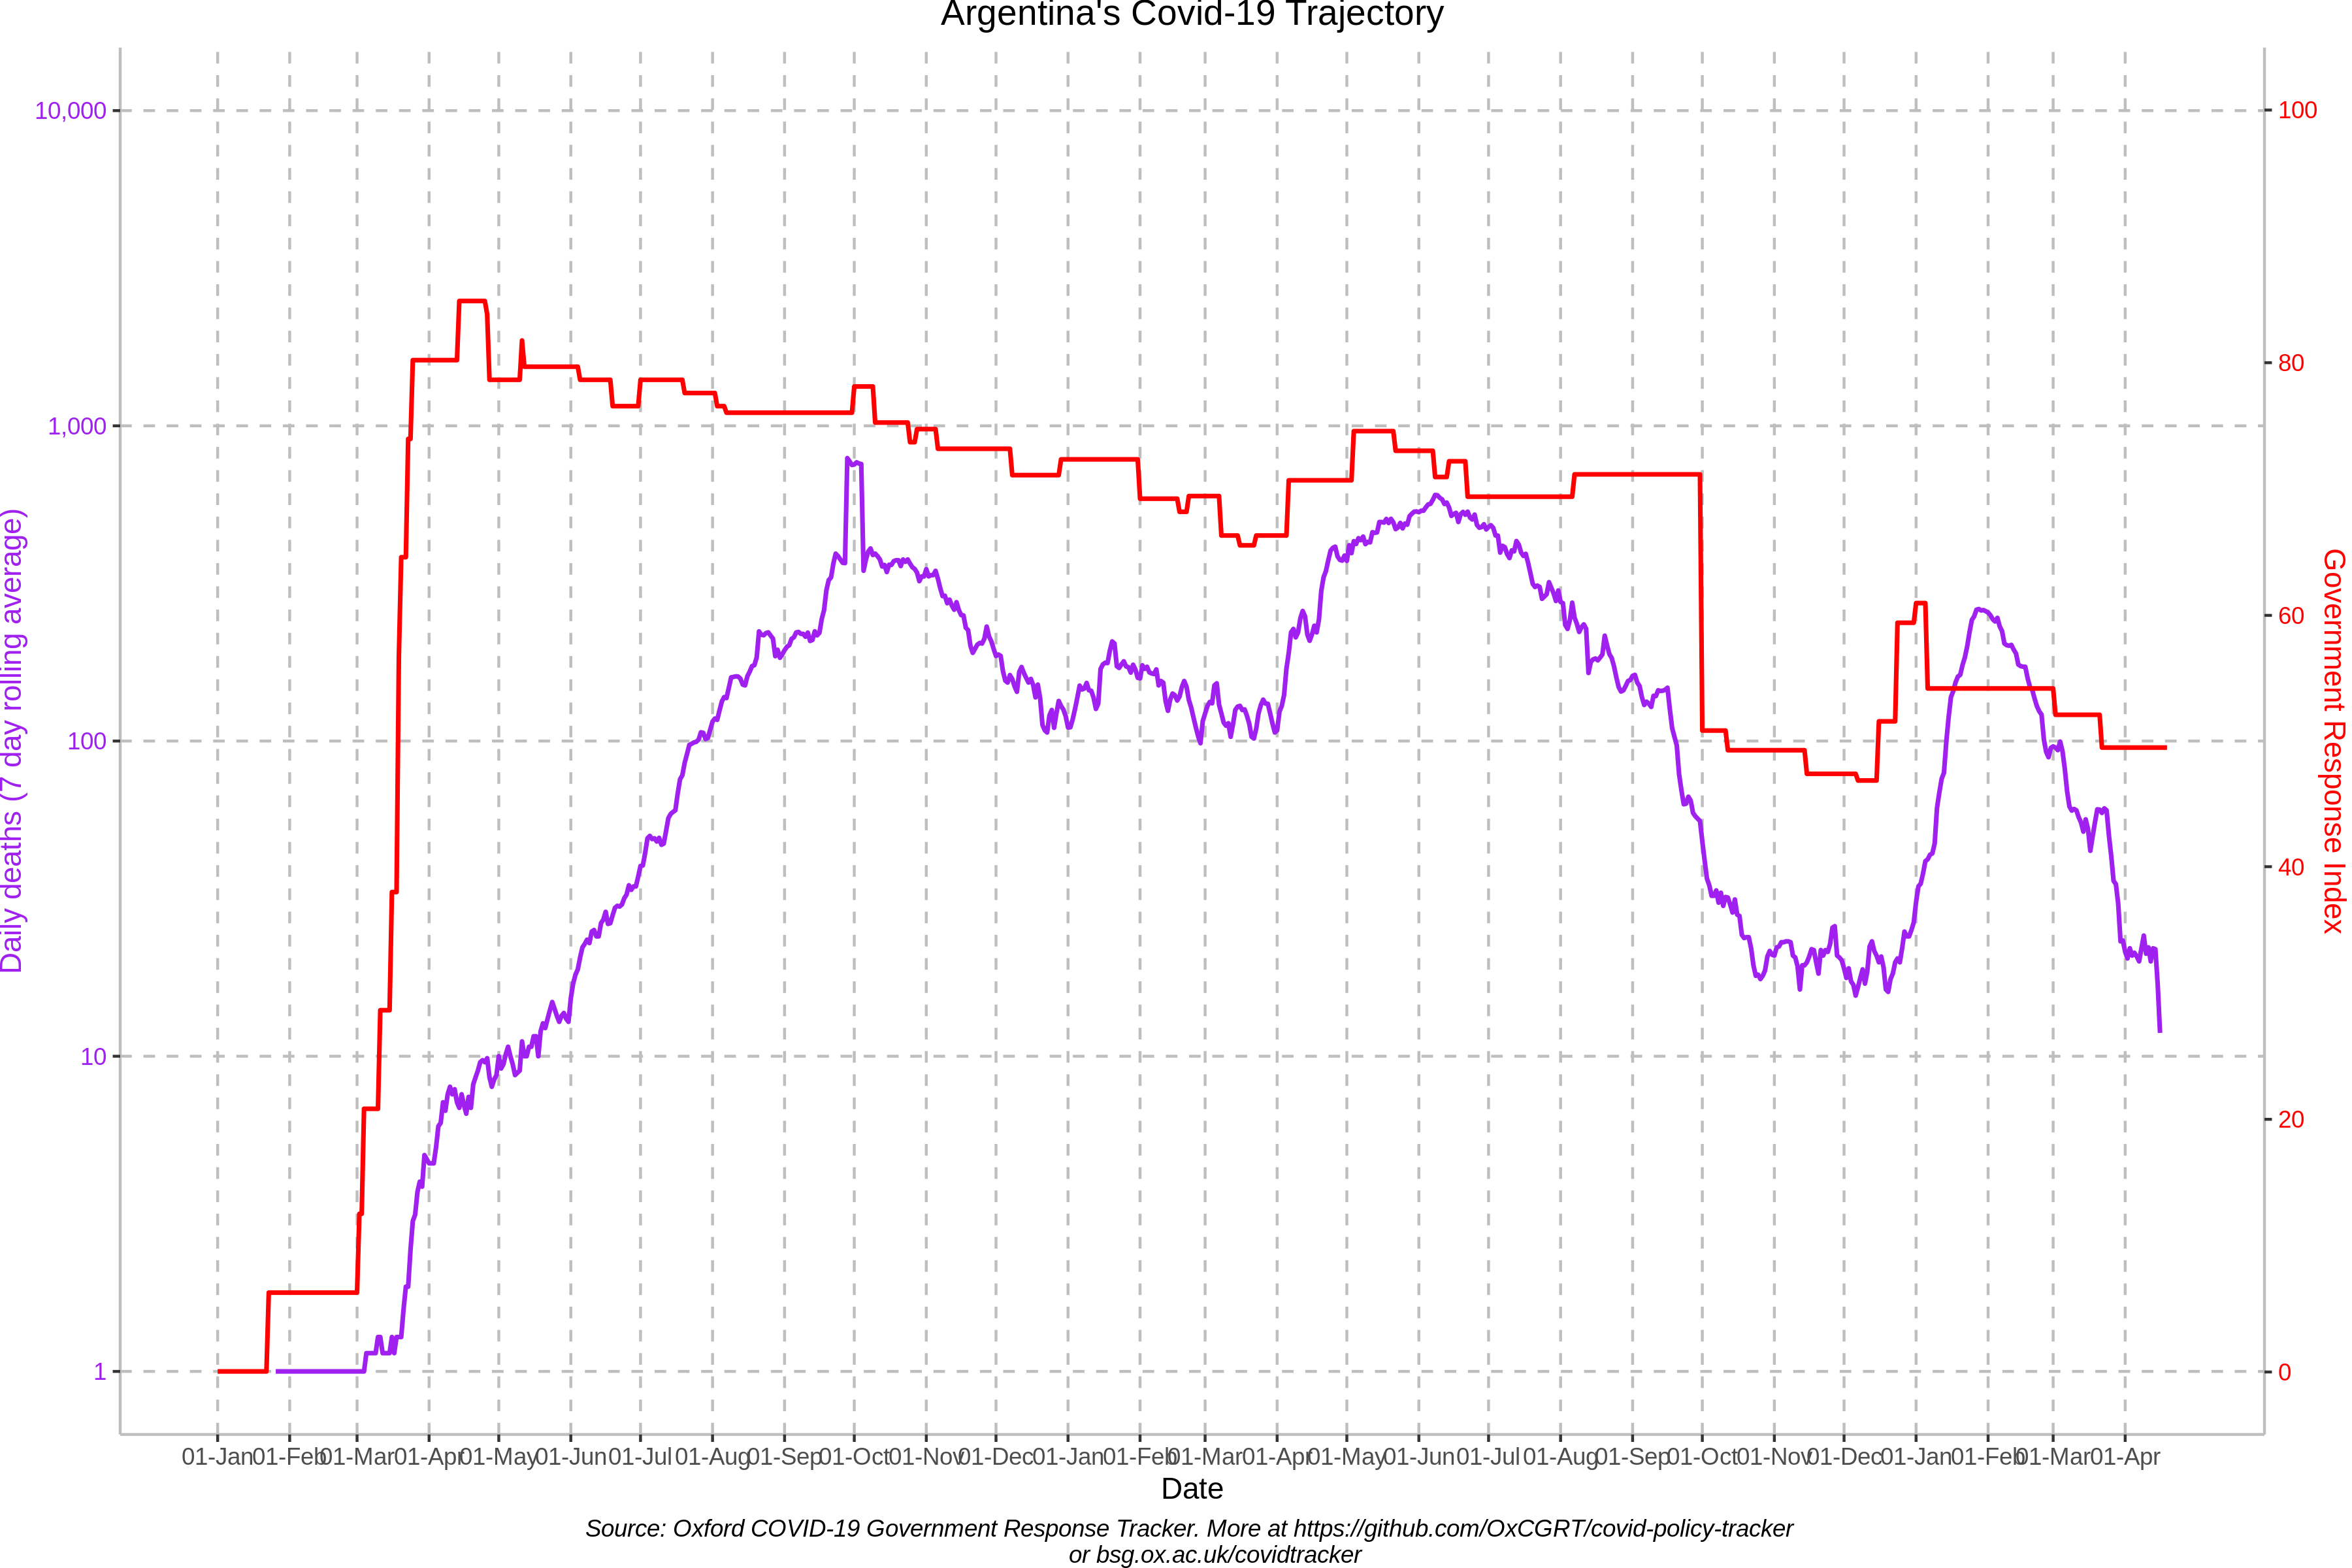 Argentina's Covid-19 Trajectory
10,000
1,000
100
10
1
Daily deaths (7 day rolling average)
100
80
60
40
20
0
Government Response Index
01-Jan 01-Feb 01-Mar 01-Apr 01-May 01-Jun 01-Jul 01-Aug 01-Sep 01-Oct 01-Nov 01-Dec 01-Jan 01-Feb 01-Mar 01-Apr 01-May 01-Jun 01-Jul 01-Aug 01-Sep 01-Oct 01-Nov 01-Dec 01-Jan 01-Feb 01-Mar 01-Apr
Date
Source: Oxford COVID-19 Government Response Tracker. More at https://github.com/OxCGRT/covid-policy-tracker
or bsg.ox.ac.uk/covidtracker